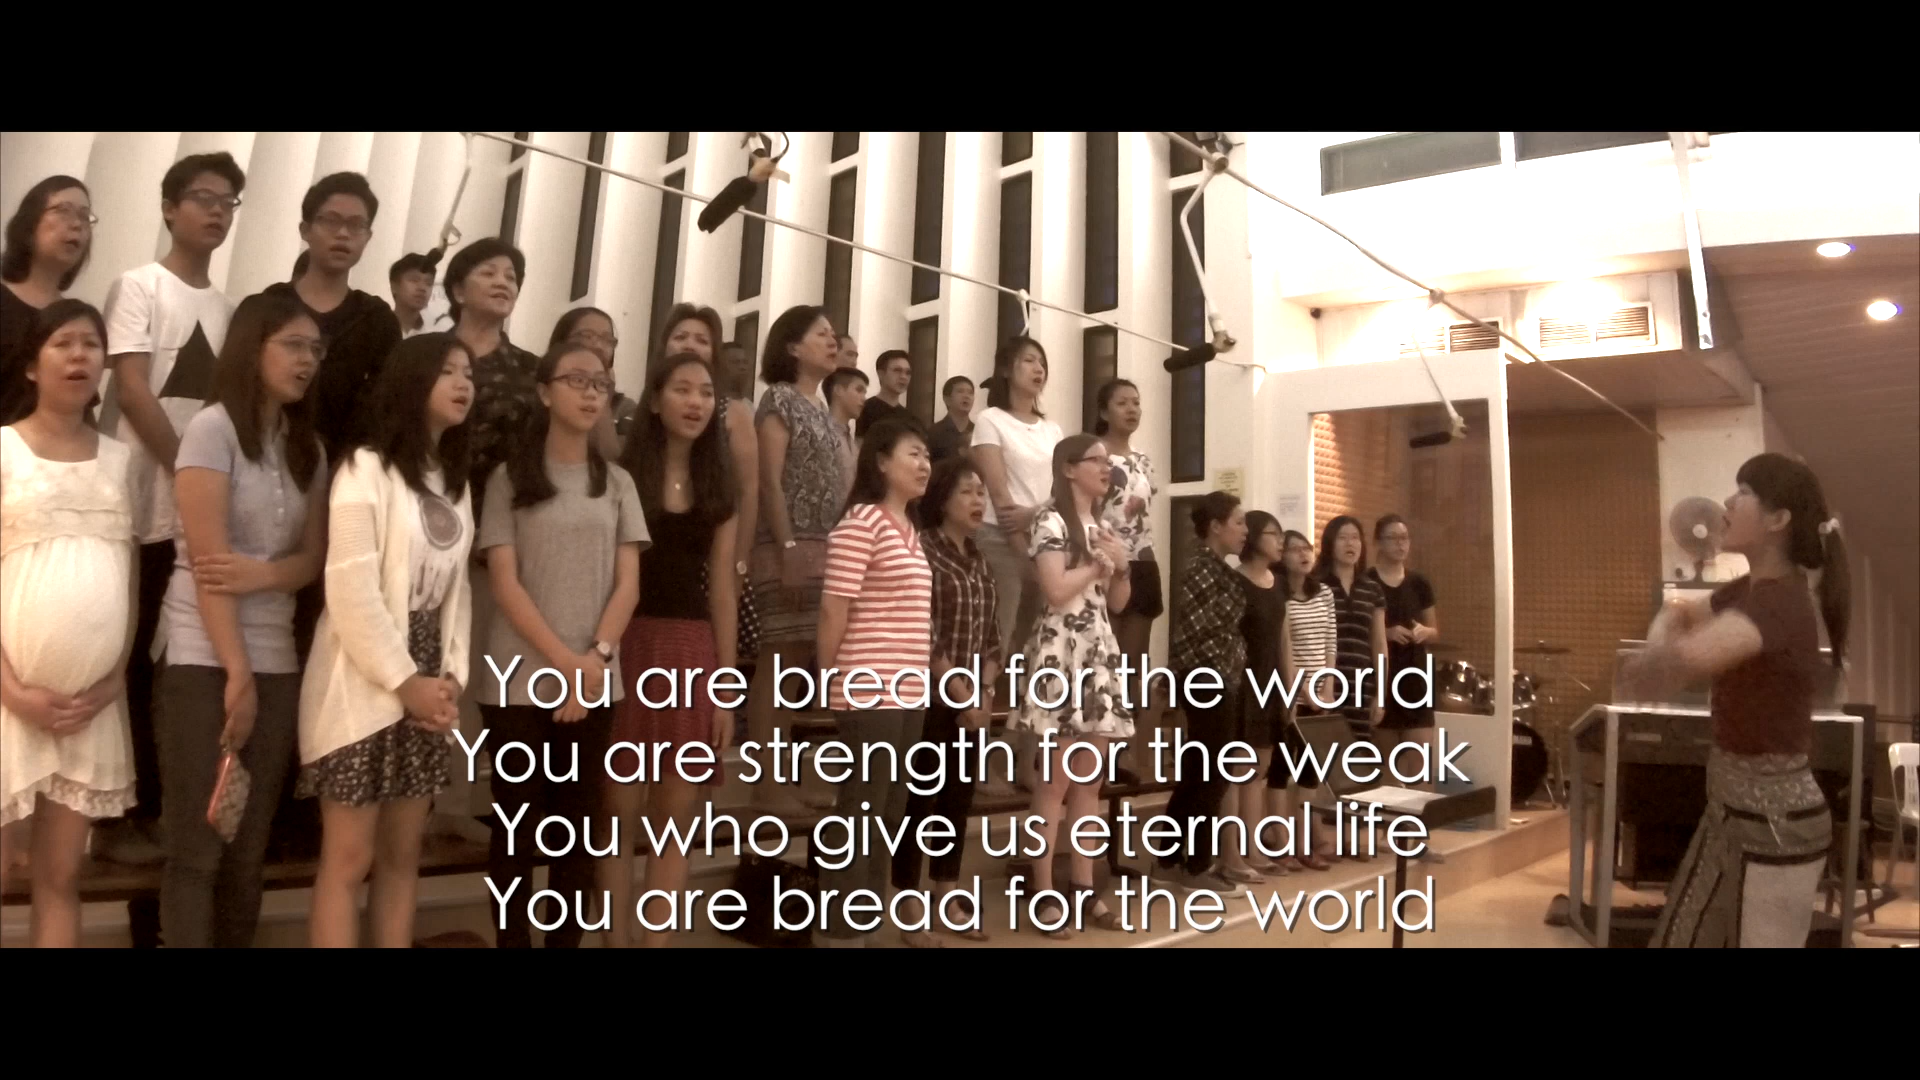 You are bread for the world
You are strength for the weak
You who give us eternal life
You are bread for the world